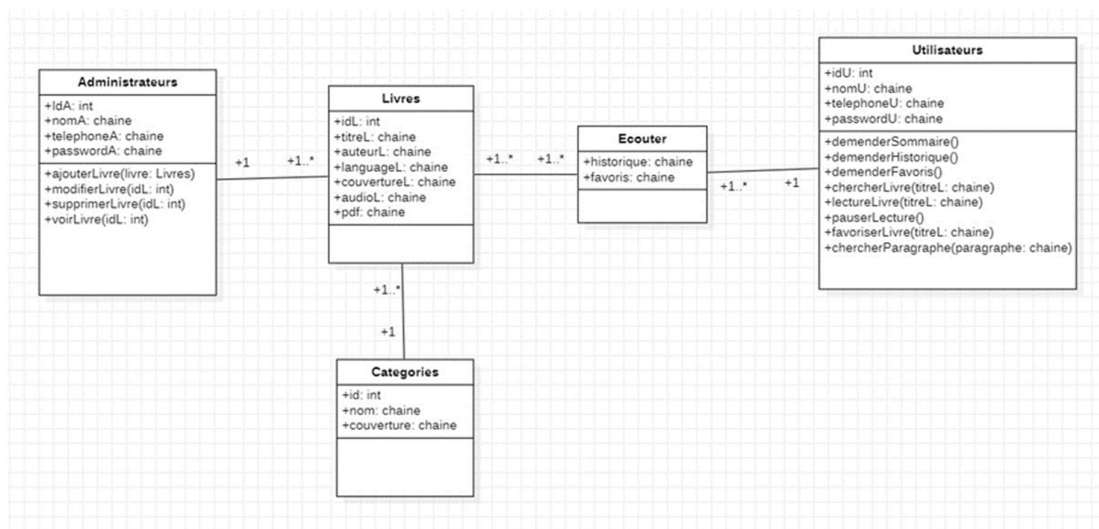 Administrateurs
+IdA: int
+nomA: chaine
+telephoneA: chaine
+passwordA: chaine
+ajouterLivre(livre: Livres)
+modifierLivre(idL: int)
+supprimerLivre(idL: int)
+voirLivre(idL: int)
+1
+1..*
Livres
+idL: int
+titreL: chaine
+auteurL: chaine
+languageL: chaine
+couvertureL: chaine
+audioL: chaine
+pdf: chaine
+1..*
+1..*
Ecouter
+historique: chaine
+favoris: chaine
+1..*
+1
Utilisateurs
+idU: int
+nomU: chaine
+telephoneU: chaine
+passwordU: chaine
+demenderSommaire()
+demenderHistorique()
+demenderFavoris()
+chercherLivre(titreL: chaine)
+lectureLivre(titreL: chaine)
+pauserLecture()
+favoriserLivre(titreL: chaine)
+chercherParagraphe(paragraphe: chaine)
+1..*
+1
Categories
+id: int
+nom: chaine
+couverture: chaine